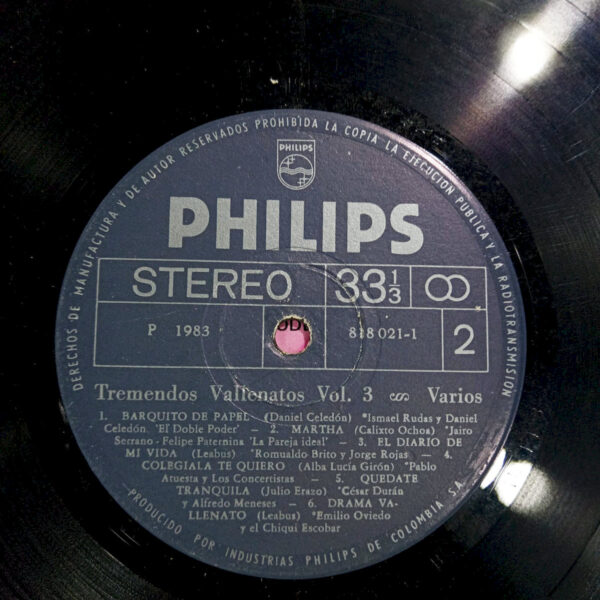 DERECHOS DE MANUFACTURA Y DE AUTOR RESERVADOS PROHIBIDA LA COPIA LA EJECUCION PUBLICA Y LA RADIOTRANSMISION
PHILIPS
PHILIPS
STEREO 33 1/3
P 1983 818 021-1 2
Tremendos Vallenatos Vol. 3 Varios
1. BARQUITO DE PAPEL (Daniel Celedón) *Ismael Rudas y Daniel
Celedón 'El Doble Poder' - 2. MARTHA (Calixto Ochoa) *Jairo
Serrano - Felipe Paternina 'La Pareja ideal' - 3. EL DIARIO DE
MI VIDA (Leabus) *Romualdo Brito y Jorge Rojas - 4.
COLEGIALA TE QUIERO (Alba Lucía Girón) *Pablo
Atuesta y Los Concertistas - 5. QUEDATE
TRANQUILA (Julio Erazo) *César Durán
y Alfredo Meneses - 6. DRAMA VA-
LLENATO (Leabus) *Emilio Oviedo
y el Chiqui Escobar
PRODUCIDO POR INDUSTRIAS PHILIPS DE COLOMBIA S.A.